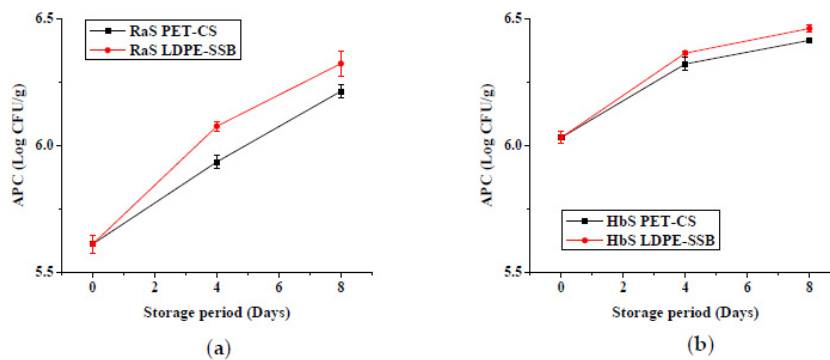 6.5
RaS PET-CS
RaS LDPE-SSB
APC (Log CFU/g)
6.0
5.5
0 2 4 6 8
Storage period (Days)
(a)
6.5
APC (Log CFU/g)
6.0
HbS PET-CS
HbS LDPE-SSB
5.5
0 2 4 6 8
Storage period (Days)
(b)